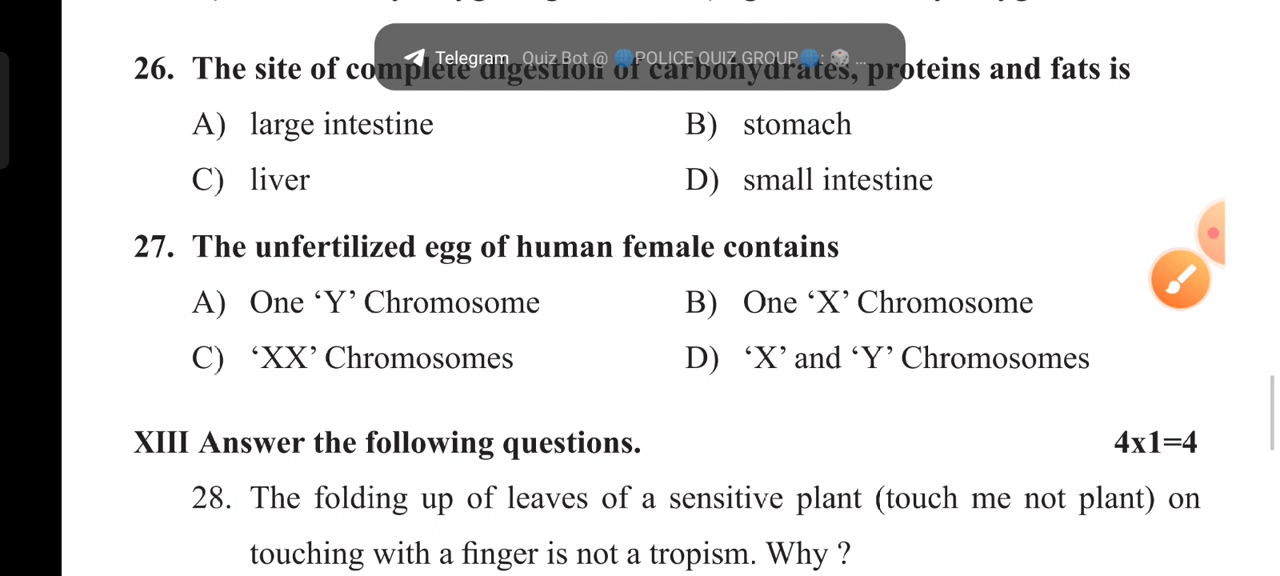 Telegram Quiz Bot @ 🌐POLICE QUIZ GROUP🌐: 🎲 ...
26. The site of complete digestion of carbohydrates, proteins and fats is
A) large intestine B) stomach
C) liver D) small intestine
27. The unfertilized egg of human female contains
A) One ‘Y’ Chromosome B) One ‘X’ Chromosome
C) ‘XX’ Chromosomes D) ‘X’ and ‘Y’ Chromosomes
XIII Answer the following questions. 4x1=4
28. The folding up of leaves of a sensitive plant (touch me not plant) on
touching with a finger is not a tropism. Why ?